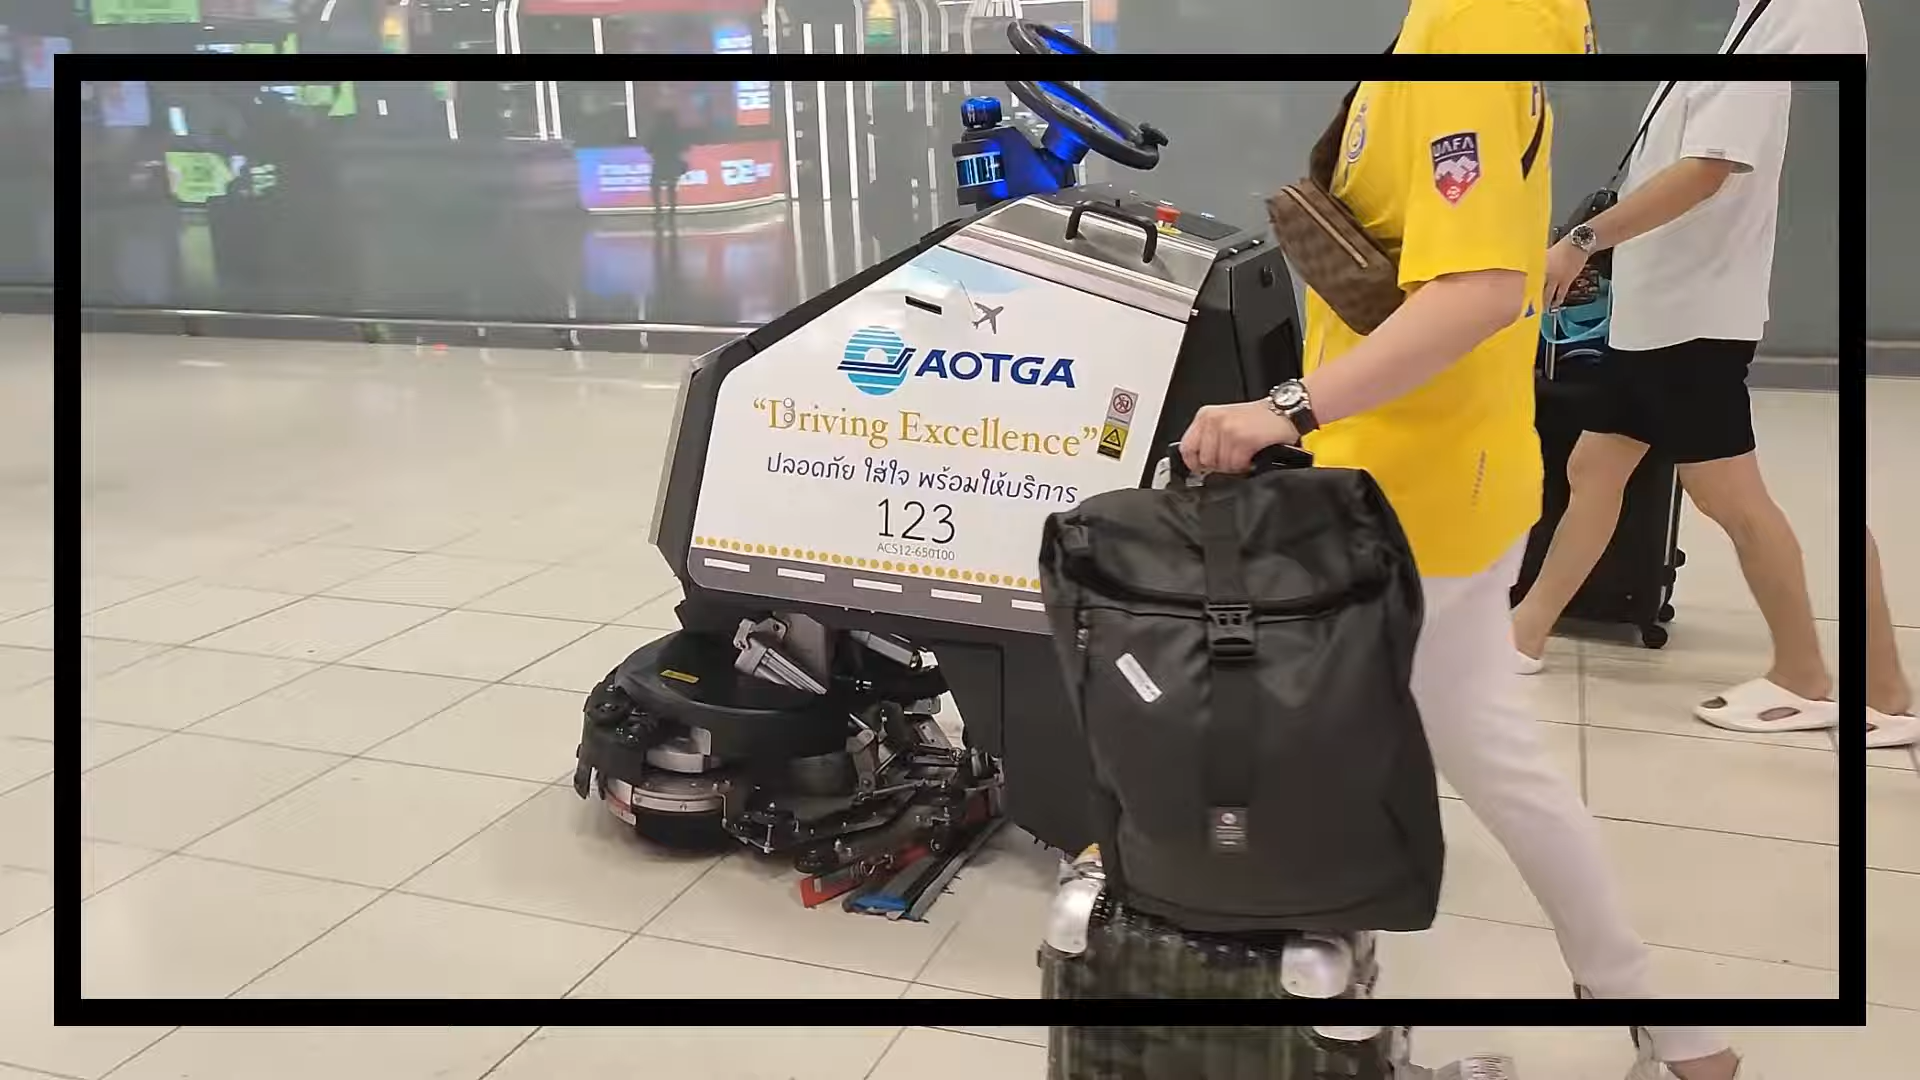 AOTGA
“Driving Excellence”
ปลอดภัย ใส่ใจ พร้อมให้บริการ
123
ACS12-650100
UAFA